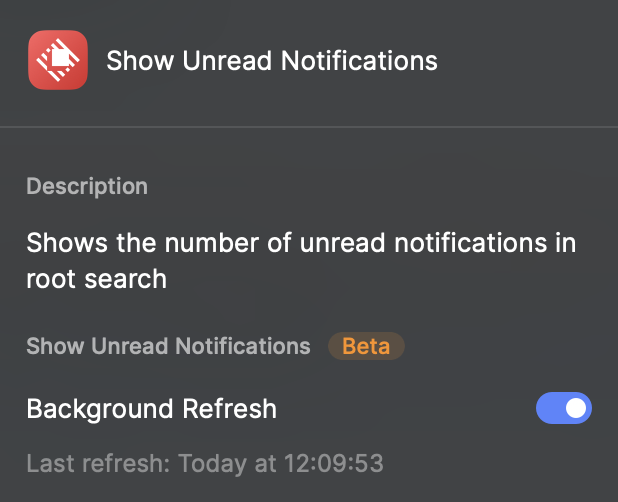 Show Unread Notifications
Description
Shows the number of unread notifications in
root search
Show Unread Notifications Beta
Background Refresh
Last refresh: Today at 12:09:53